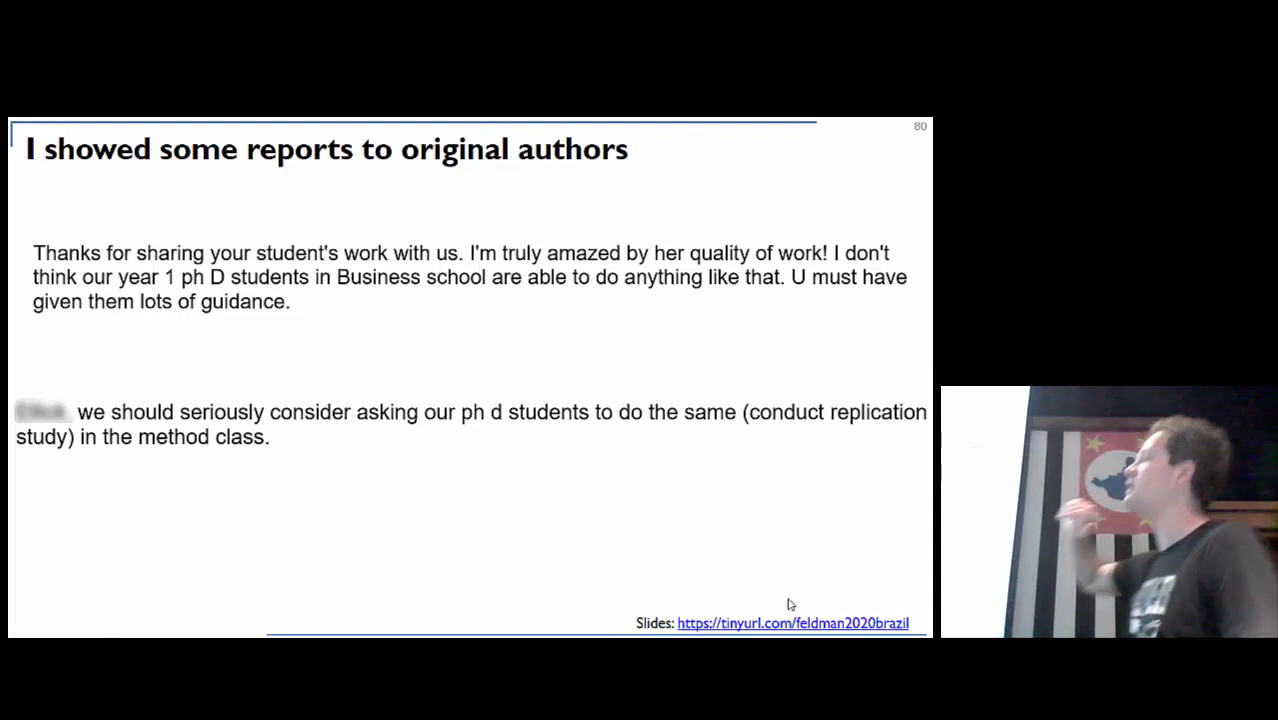 80
I showed some reports to original authors
Thanks for sharing your student's work with us. I'm truly amazed by her quality of work! I don't
think our year 1 ph D students in Business school are able to do anything like that. U must have
given them lots of guidance.
we should seriously consider asking our ph d students to do the same (conduct replication
study) in the method class.
Slides: https://tinyurl.com/feldman2020brazil